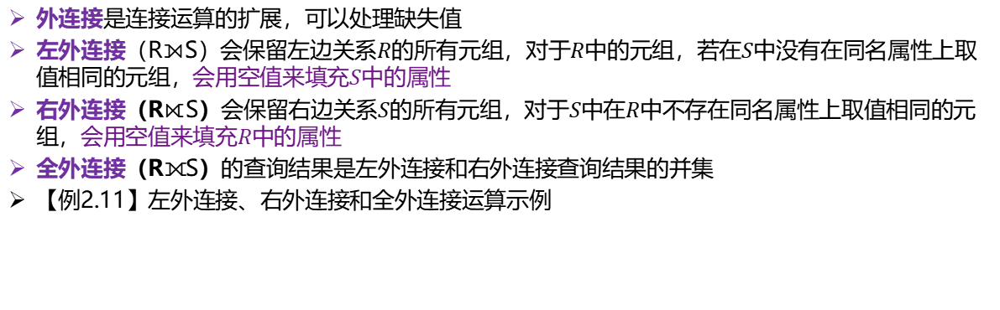 ➢ 外连接是连接运算的扩展，可以处理缺失值
➢ 左外连接（R⟕S）会保留左边关系R的所有元组，对于R中的元组，若在S中没有在同名属性上取
值相同的元组，会用空值来填充S中的属性
➢ 右外连接（R⟖S）会保留右边关系S的所有元组，对于S中在R中不存在同名属性上取值相同的元
组，会用空值来填充R中的属性
➢ 全外连接（R⟗S）的查询结果是左外连接和右外连接查询结果的并集
➢ 【例2.11】左外连接、右外连接和全外连接运算示例